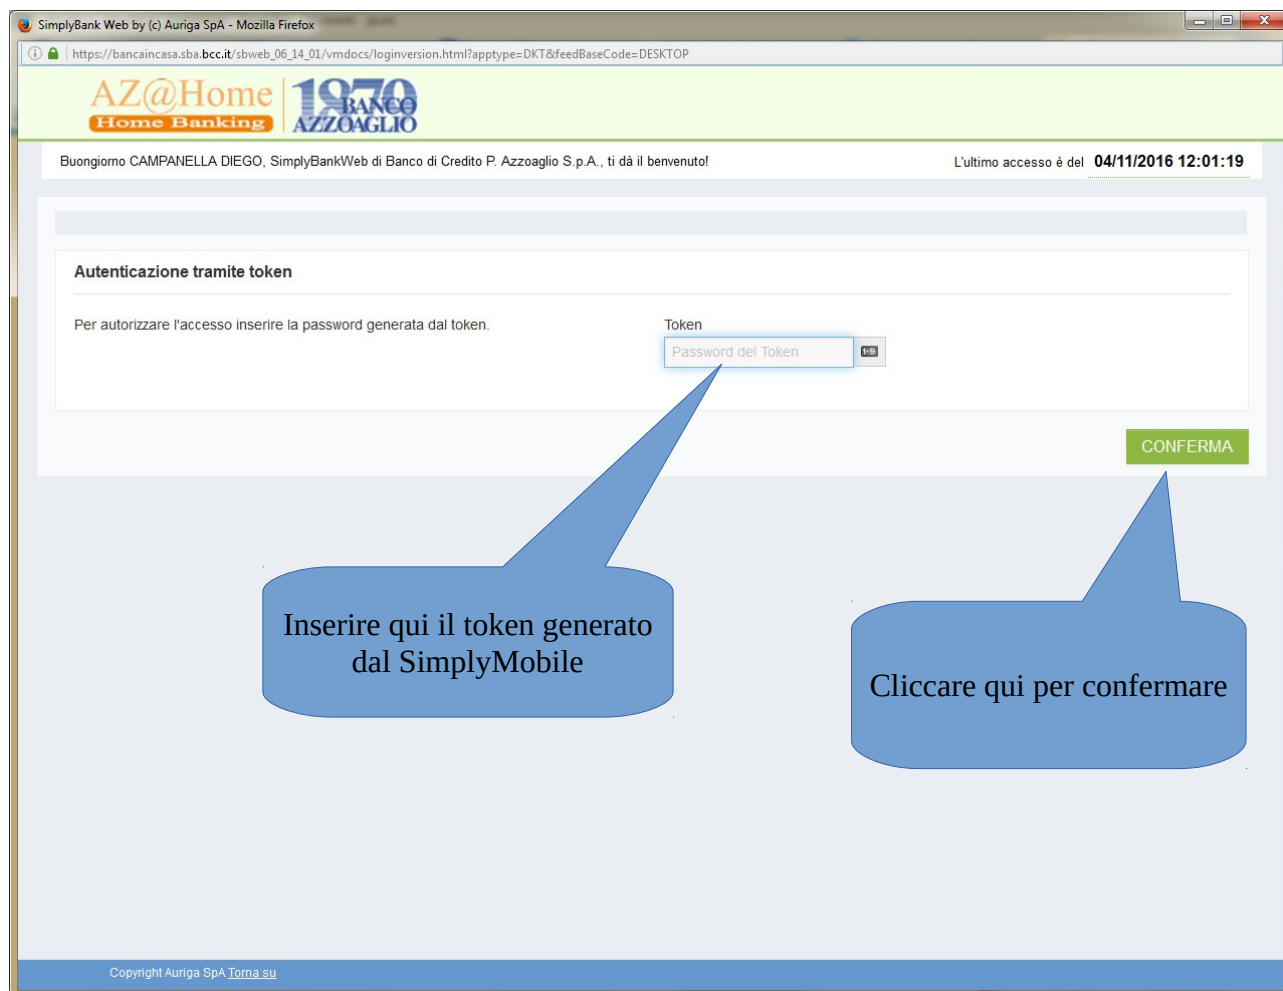 SimplyBank Web by (c) Auriga SpA - Mozilla Firefox
https://bancaincasa.sba.bcc.it/sbweb_06_14_01/vmdocs/loginversion.html?apptype=DKT&feedBaseCode=DESKTOP
AZ@Home
Home Banking
1870
BANCO
AZZOAGLIO
Buongiorno CAMPANELLA DIEGO, SimplyBankWeb di Banco di Credito P. Azzoaglio S.p.A., ti dà il benvenuto!
L'ultimo accesso è del 04/11/2016 12:01:19
Autenticazione tramite token
Per autorizzare l'accesso inserire la password generata dal token.
Token
Password del Token
1-9
CONFERMA
Inserire qui il token generato
dal SimplyMobile
Cliccare qui per confermare
Copyright Auriga SpA Torna su